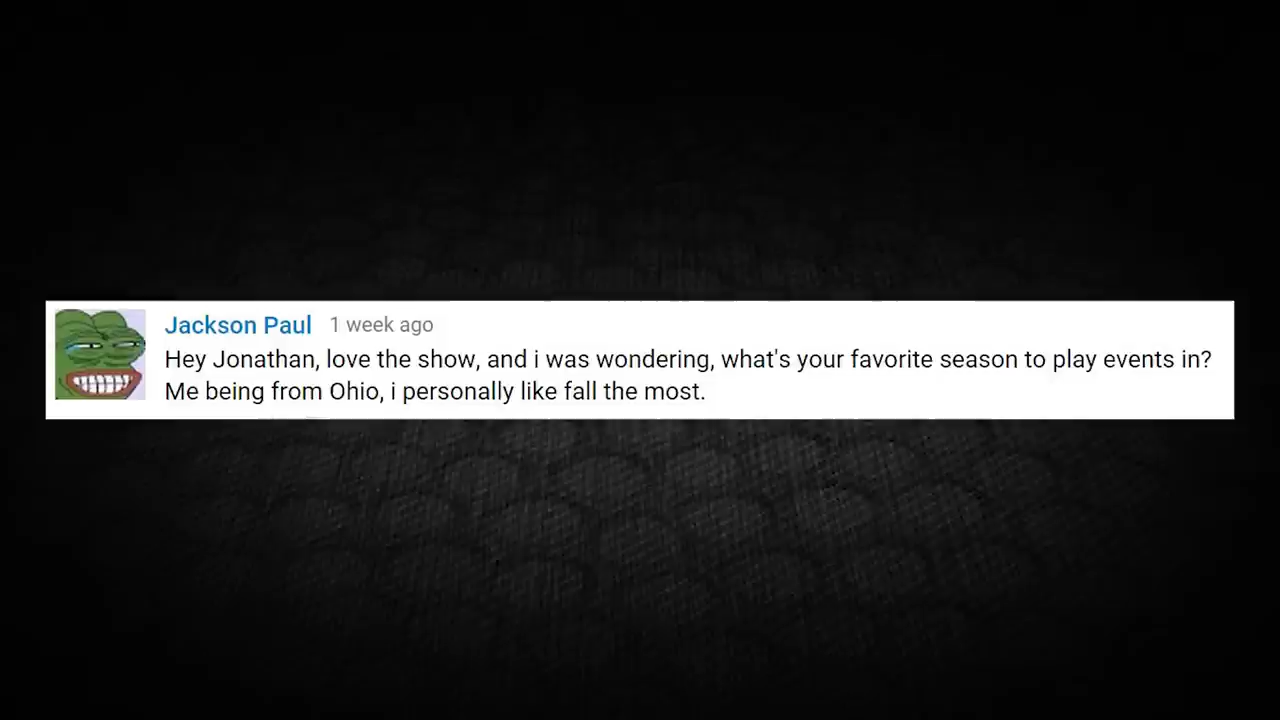 Jackson Paul 1 week ago
Hey Jonathan, love the show, and i was wondering, what's your favorite season to play events in?
Me being from Ohio, i personally like fall the most.